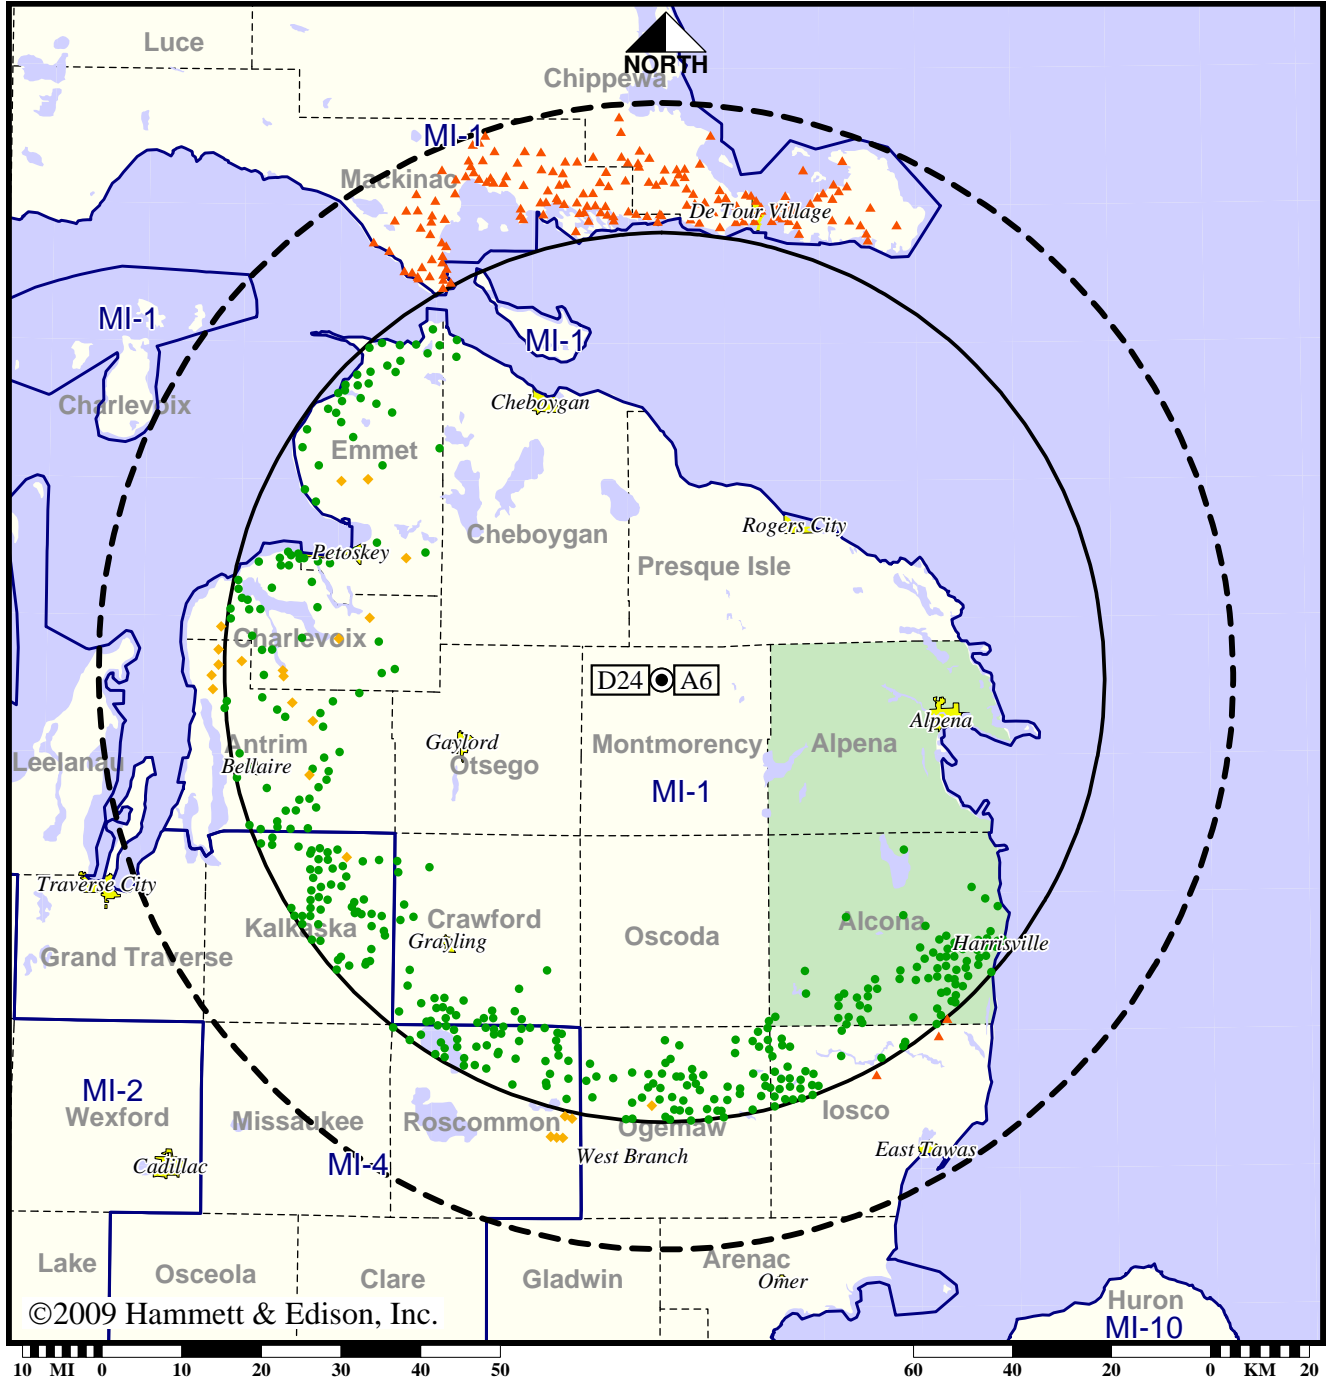 Luce
NORTH
Chippewa
MI-1
Mackinac
De Tour Village
MI-1
MI-1
Charlevoix
Cheboygan
Emmet
Rogers City
Cheboygan
Petoskey
Presque Isle
Charlevoix
D24 A6
Alpena
Gaylord
Antrim
Montmorency
Alpena
Leelanau
Bellaire
Otsego
MI-1
Traverse City
Crawford
Alcona
Kalkaska
Oscoda
Grayling
Harrisville
Grand Traverse
MI-2
Wexford
Missaukee
Roscommon
Ogemaw
Iosco
West Branch
East Tawas
Cadillac
MI-4
Lake
Osceola
Clare
Gladwin
Arenac
Omer
Huron
MI-10
©2009 Hammett & Edison, Inc.
10 MI 0 10 20 30 40 50 60 40 20 0 KM 20